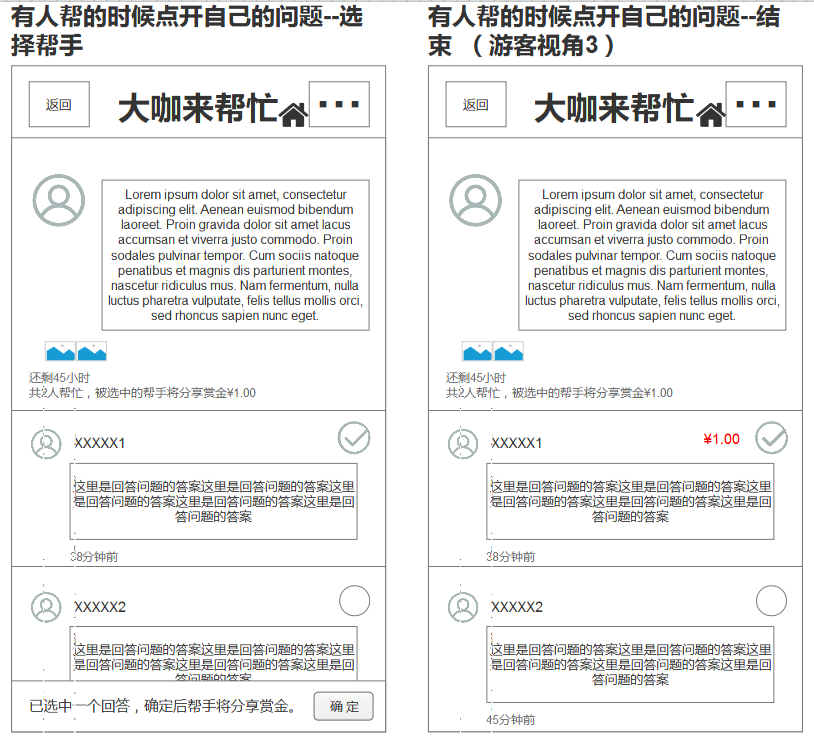 有人帮的时候点开自己的问题--选
择帮手
返回
大咖来帮忙
Lorem ipsum dolor sit amet, consectetur
adipiscing elit. Aenean euismod bibendum
laoreet. Proin gravida dolor sit amet lacus
accumsan et viverra justo commodo. Proin
sodales pulvinar tempor. Cum sociis natoque
penatibus et magnis dis parturient montes,
nascetur ridiculus mus. Nam fermentum, nulla
luctus pharetra vulputate, felis tellus mollis orci,
sed rhoncus sapien nunc eget.
还剩45小时
共2人帮忙，被选中的帮手将分享赏金¥1.00
XXXXX1
这里是回答问题的答案这里是回答问题的答案这里
是回答问题的答案这里是回答问题的答案这里是回
答问题的答案
38分钟前
XXXXX2
这里是回答问题的答案这里是回答问题的答案这里
是回答问题的答案这里是回答问题的答案这里是回
答问题的答案
已选中一个回答，确定后帮手将分享赏金。
确 定
有人帮的时候点开自己的问题--结
束 （游客视角3）
返回
大咖来帮忙
Lorem ipsum dolor sit amet, consectetur
adipiscing elit. Aenean euismod bibendum
laoreet. Proin gravida dolor sit amet lacus
accumsan et viverra justo commodo. Proin
sodales pulvinar tempor. Cum sociis natoque
penatibus et magnis dis parturient montes,
nascetur ridiculus mus. Nam fermentum, nulla
luctus pharetra vulputate, felis tellus mollis orci,
sed rhoncus sapien nunc eget.
还剩45小时
共2人帮忙，被选中的帮手将分享赏金¥1.00
XXXXX1
¥1.00
这里是回答问题的答案这里是回答问题的答案这里
是回答问题的答案这里是回答问题的答案这里是回
答问题的答案
38分钟前
XXXXX2
这里是回答问题的答案这里是回答问题的答案这里
是回答问题的答案这里是回答问题的答案这里是回
答问题的答案
45分钟前